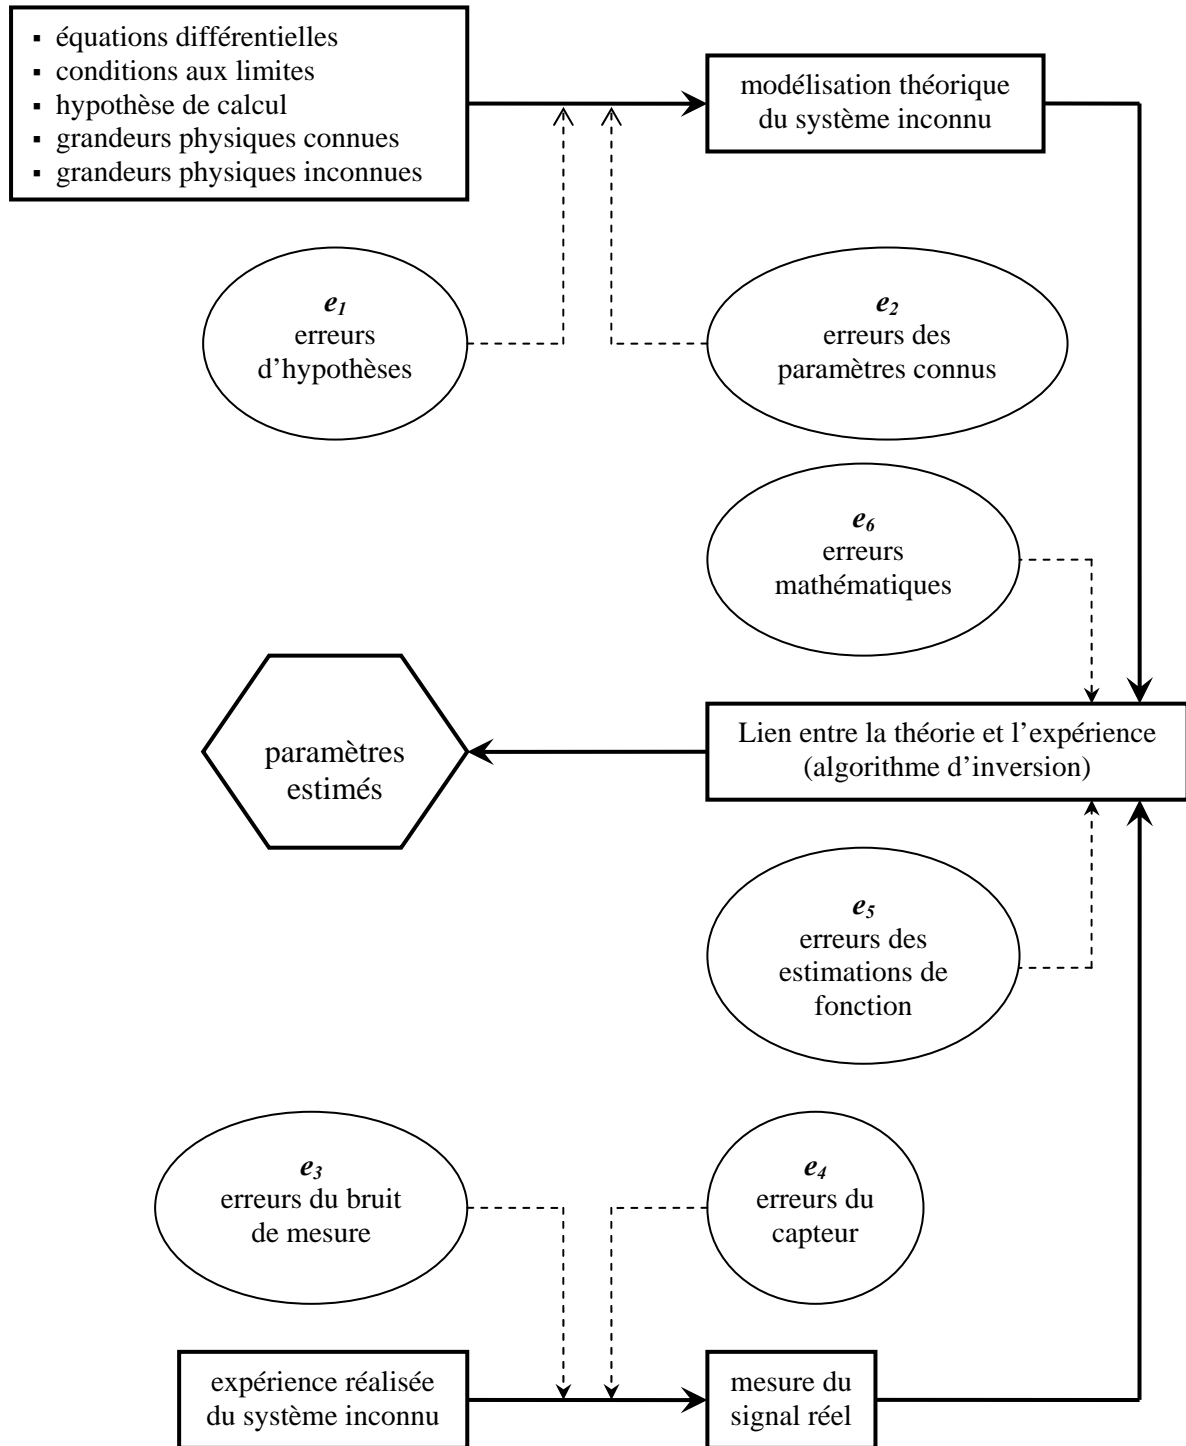 ▪ équations différentielles
▪ conditions aux limites
▪ hypothèse de calcul
▪ grandeurs physiques connues
▪ grandeurs physiques inconnues
modélisation théorique
du système inconnu
e1
erreurs
d’hypothèses
e2
erreurs des
paramètres connus
e6
erreurs
mathématiques
paramètres
estimés
Lien entre la théorie et l’expérience
(algorithme d’inversion)
e5
erreurs des
estimations de
fonction
e3
erreurs du bruit
de mesure
e4
erreurs du
capteur
expérience réalisée
du système inconnu
mesure du
signal réel